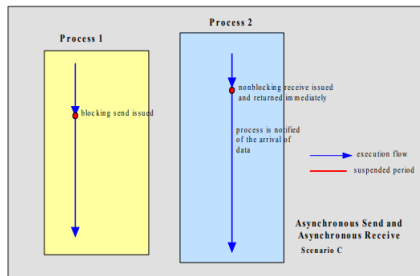 Process 1
Process 2
blocking send issued
nonblocking receive issued
and returned immediately
process is notified
of the arrival of
data
execution flow
suspended period
Asynchronous Send and
Asynchronous Receive
Scenario C